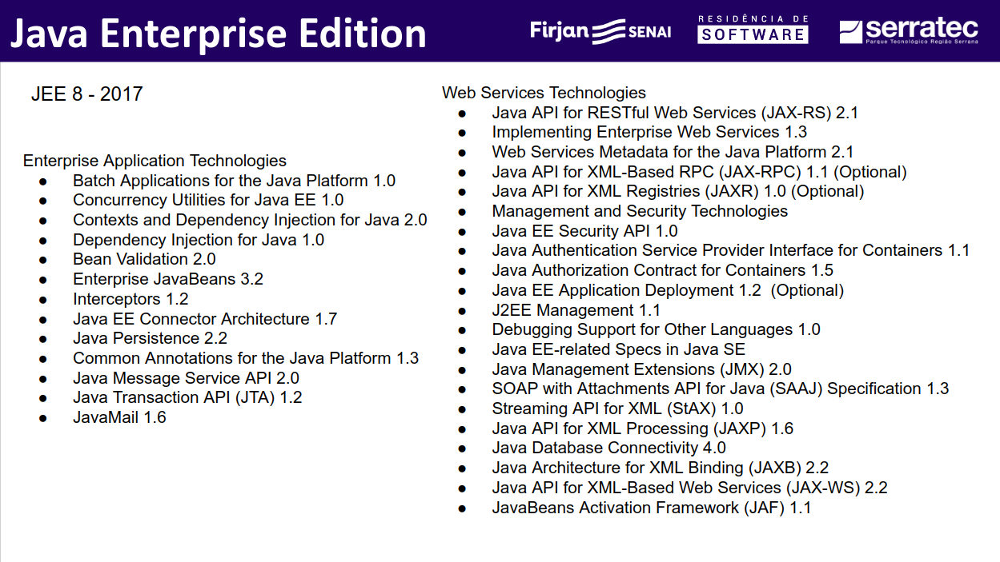 Java Enterprise Edition
Firjan SENAI
RESIDÊNCIA DE
SOFTWARE
serratec
Parque Tecnológico Região Serrana
JEE 8 - 2017
Enterprise Application Technologies
● Batch Applications for the Java Platform 1.0
● Concurrency Utilities for Java EE 1.0
● Contexts and Dependency Injection for Java 2.0
● Dependency Injection for Java 1.0
● Bean Validation 2.0
● Enterprise JavaBeans 3.2
● Interceptors 1.2
● Java EE Connector Architecture 1.7
● Java Persistence 2.2
● Common Annotations for the Java Platform 1.3
● Java Message Service API 2.0
● Java Transaction API (JTA) 1.2
● JavaMail 1.6
Web Services Technologies
● Java API for RESTful Web Services (JAX-RS) 2.1
● Implementing Enterprise Web Services 1.3
● Web Services Metadata for the Java Platform 2.1
● Java API for XML-Based RPC (JAX-RPC) 1.1 (Optional)
● Java API for XML Registries (JAXR) 1.0 (Optional)
● Management and Security Technologies
● Java EE Security API 1.0
● Java Authentication Service Provider Interface for Containers 1.1
● Java Authorization Contract for Containers 1.5
● Java EE Application Deployment 1.2  (Optional)
● J2EE Management 1.1
● Debugging Support for Other Languages 1.0
● Java EE-related Specs in Java SE
● Java Management Extensions (JMX) 2.0
● SOAP with Attachments API for Java (SAAJ) Specification 1.3
● Streaming API for XML (StAX) 1.0
● Java API for XML Processing (JAXP) 1.6
● Java Database Connectivity 4.0
● Java Architecture for XML Binding (JAXB) 2.2
● Java API for XML-Based Web Services (JAX-WS) 2.2
● JavaBeans Activation Framework (JAF) 1.1